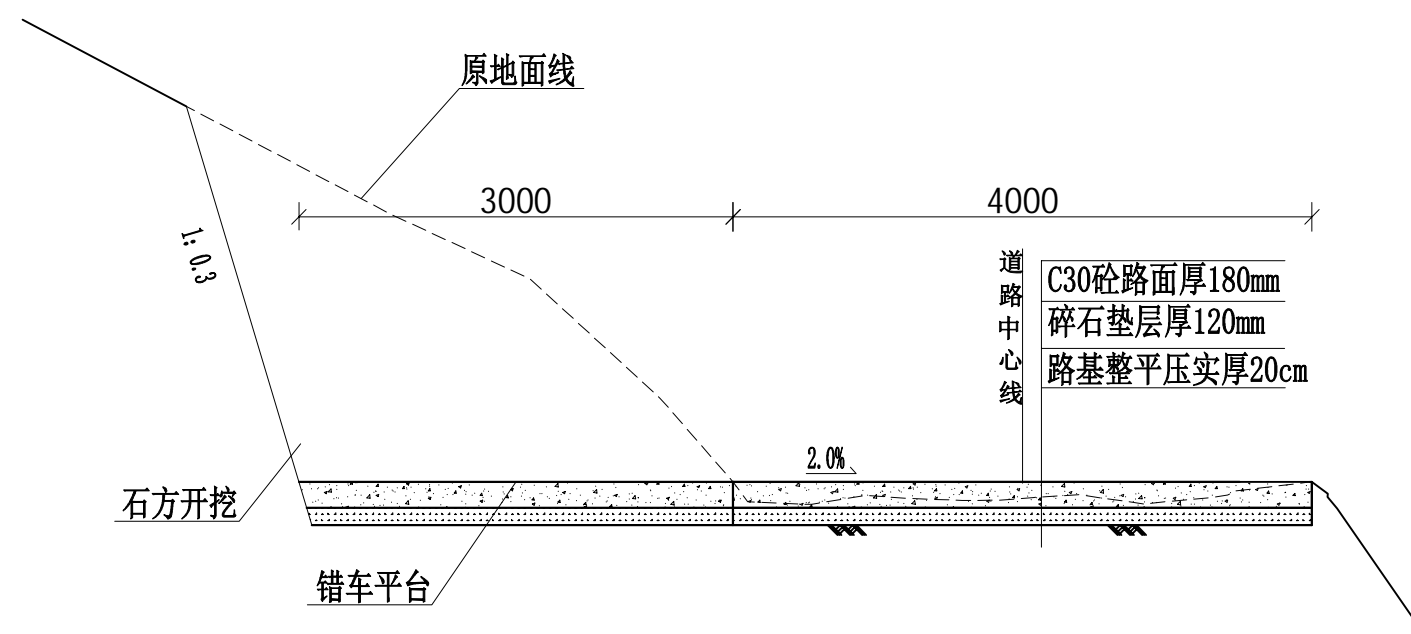 原地面线
3000
4000
1:0.3
道路中心线
C30砼路面厚180mm
碎石垫层厚120mm
路基整平压实厚20cm
2.0%
石方开挖
错车平台